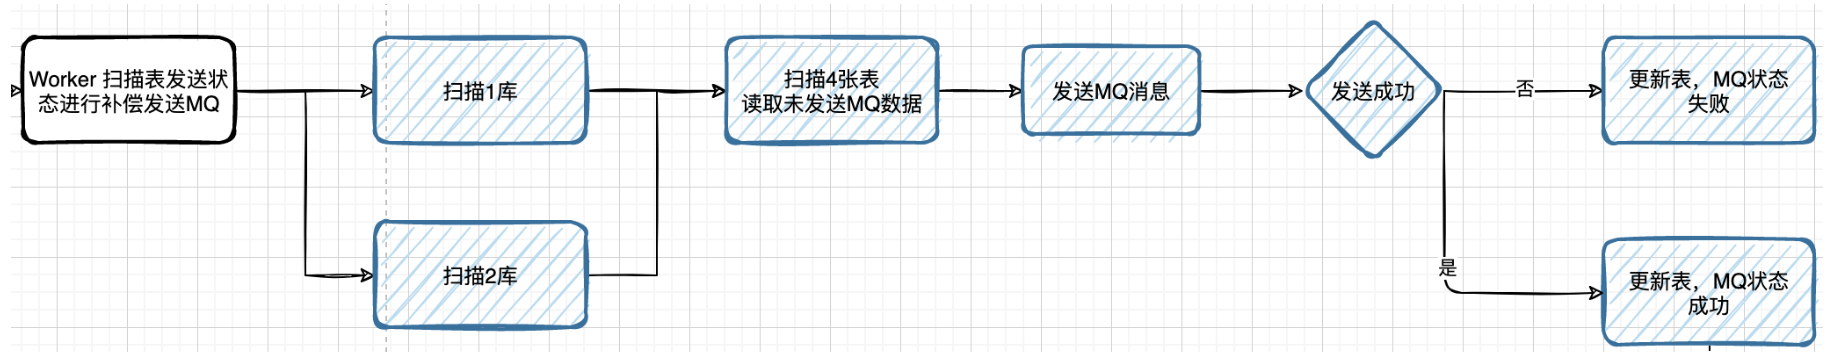 Worker 扫描表发送状
态进行补偿发送MQ
扫描1库
扫描4张表
读取未发送MQ数据
发送MQ消息
发送成功
否
更新表，MQ状态
失败
扫描2库
是
更新表，MQ状态
成功